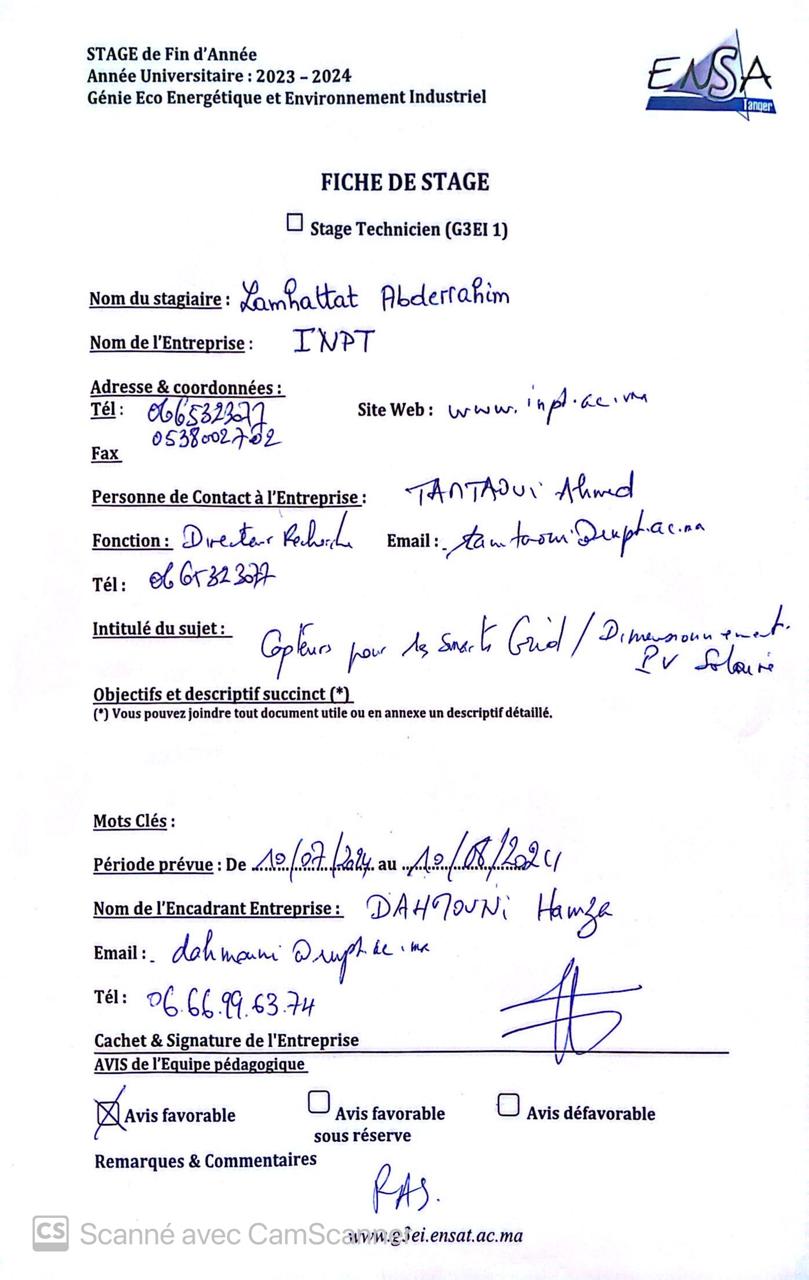 STAGE de Fin d'Année
Année Universitaire : 2023 – 2024
Génie Eco Energétique et Environnement Industriel
ENSA
Tanger
FICHE DE STAGE
☐ Stage Technicien (G3EI 1)
Nom du stagiaire : Lamhattat Abderrahim
Nom de l'Entreprise : INPT
Adresse & coordonnées :
Tél : 0665323077 Site Web : www.inpt.ac.ma
0538002702
Fax
Personne de Contact à l'Entreprise : TAMTAOUi Ahmed
Fonction : Directeur Recherche Email : tamtaoui@inpt.ac.ma
Tél : 0665323077
Intitulé du sujet : Capteurs pour les Smarts Grid / Dimensionnement
PV Solaire
Objectifs et descriptif succinct (*)
(*) Vous pouvez joindre tout document utile ou en annexe un descriptif détaillé.
Mots Clés :
Période prévue : De 10/07/2024 au 10/08/2024
Nom de l'Encadrant Entreprise : DAHMOUNi Hamza
Email : dahmouni@inpt.ac.ma
Tél : 06.66.99.63.74
Cachet & Signature de l'Entreprise
AVIS de l'Equipe pédagogique
☒ Avis favorable ☐ Avis favorable ☐ Avis défavorable
sous réserve
Remarques & Commentaires
RAS.
CS Scanné avec CamScanner
www.g3ei.ensat.ac.ma